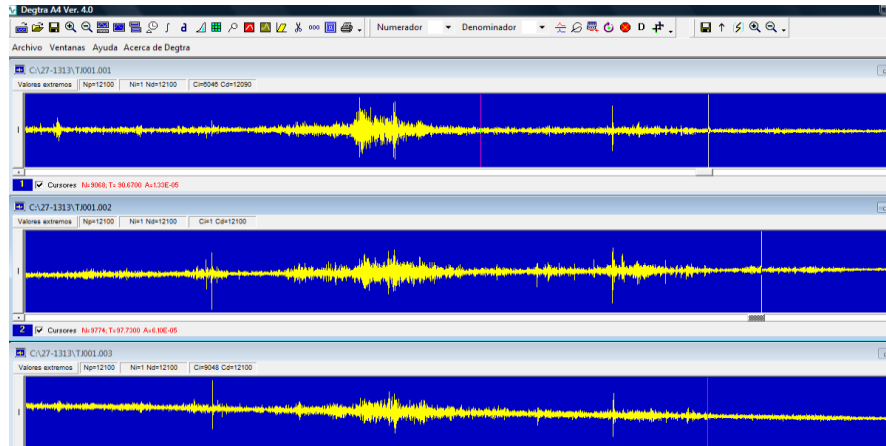 Degtra A4 Ver. 4.0
Numerador Denominador D
Archivo Ventanas Ayuda Acerca de Degtra
C:\27-1313\TJ001.001
Valores extremos Np=12100 Ni=1 Nd=12100 Ci=6046 Cd=12090
1 Cursores N=9068, T= 90.6700 A=1.33E-05
C:\27-1313\TJ001.002
Valores extremos Np=12100 Ni=1 Nd=12100 Ci=1 Cd=12100
2 Cursores N=9774, T=97.7300 A=6.10E-05
C:\27-1313\TJ001.003
Valores extremos Np=12100 Ni=1 Nd=12100 Ci=9048 Cd=12100